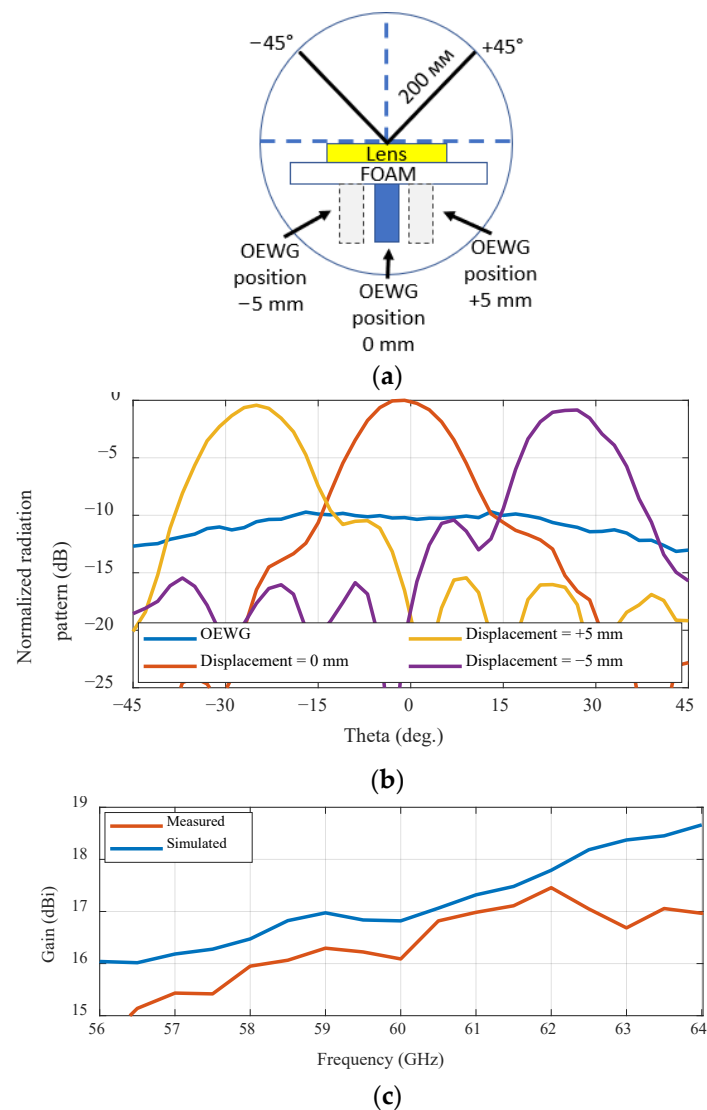 −45°
+45°
200 мм
Lens
FOAM
OEWG
position
−5 mm
OEWG
position
0 mm
OEWG
position
+5 mm
(a)
0
−5
−10
−15
−20
−25
Normalized radiation
pattern (dB)
OEWG
Displacement = 0 mm
Displacement = +5 mm
Displacement = −5 mm
−45
−30
−15
0
15
30
45
Theta (deg.)
(b)
19
18
17
16
15
Gain (dBi)
Measured
Simulated
56
57
58
59
60
61
62
63
64
Frequency (GHz)
(c)